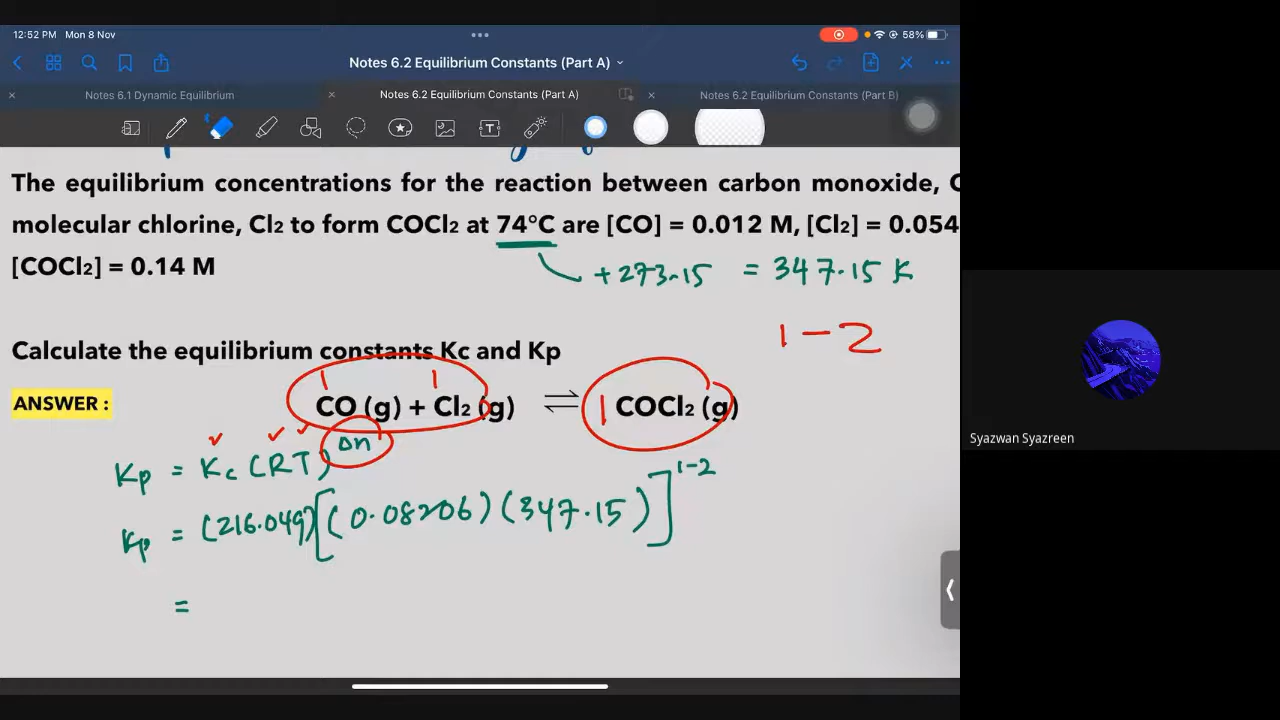 12:52 PM Mon 8 Nov
58%
Notes 6.2 Equilibrium Constants (Part A)
Notes 6.1 Dynamic Equilibrium
Notes 6.2 Equilibrium Constants (Part A)
Notes 6.2 Equilibrium Constants (Part B)
The equilibrium concentrations for the reaction between carbon monoxide,
molecular chlorine, Cl2 to form COCl2 at 74°C are [CO] = 0.012 M, [Cl2] = 0.054
[COCl2] = 0.14 M
+273.15 = 347.15 K
1 - 2
Calculate the equilibrium constants Kc and Kp
ANSWER :
1 1
CO (g) + Cl2 (g) ⇌ 1 COCl2 (g)
Kp = Kc (RT)^Δn
Kp = (216.049)[(0.08206)(347.15)]^1-2
=
Syazwan Syazreen